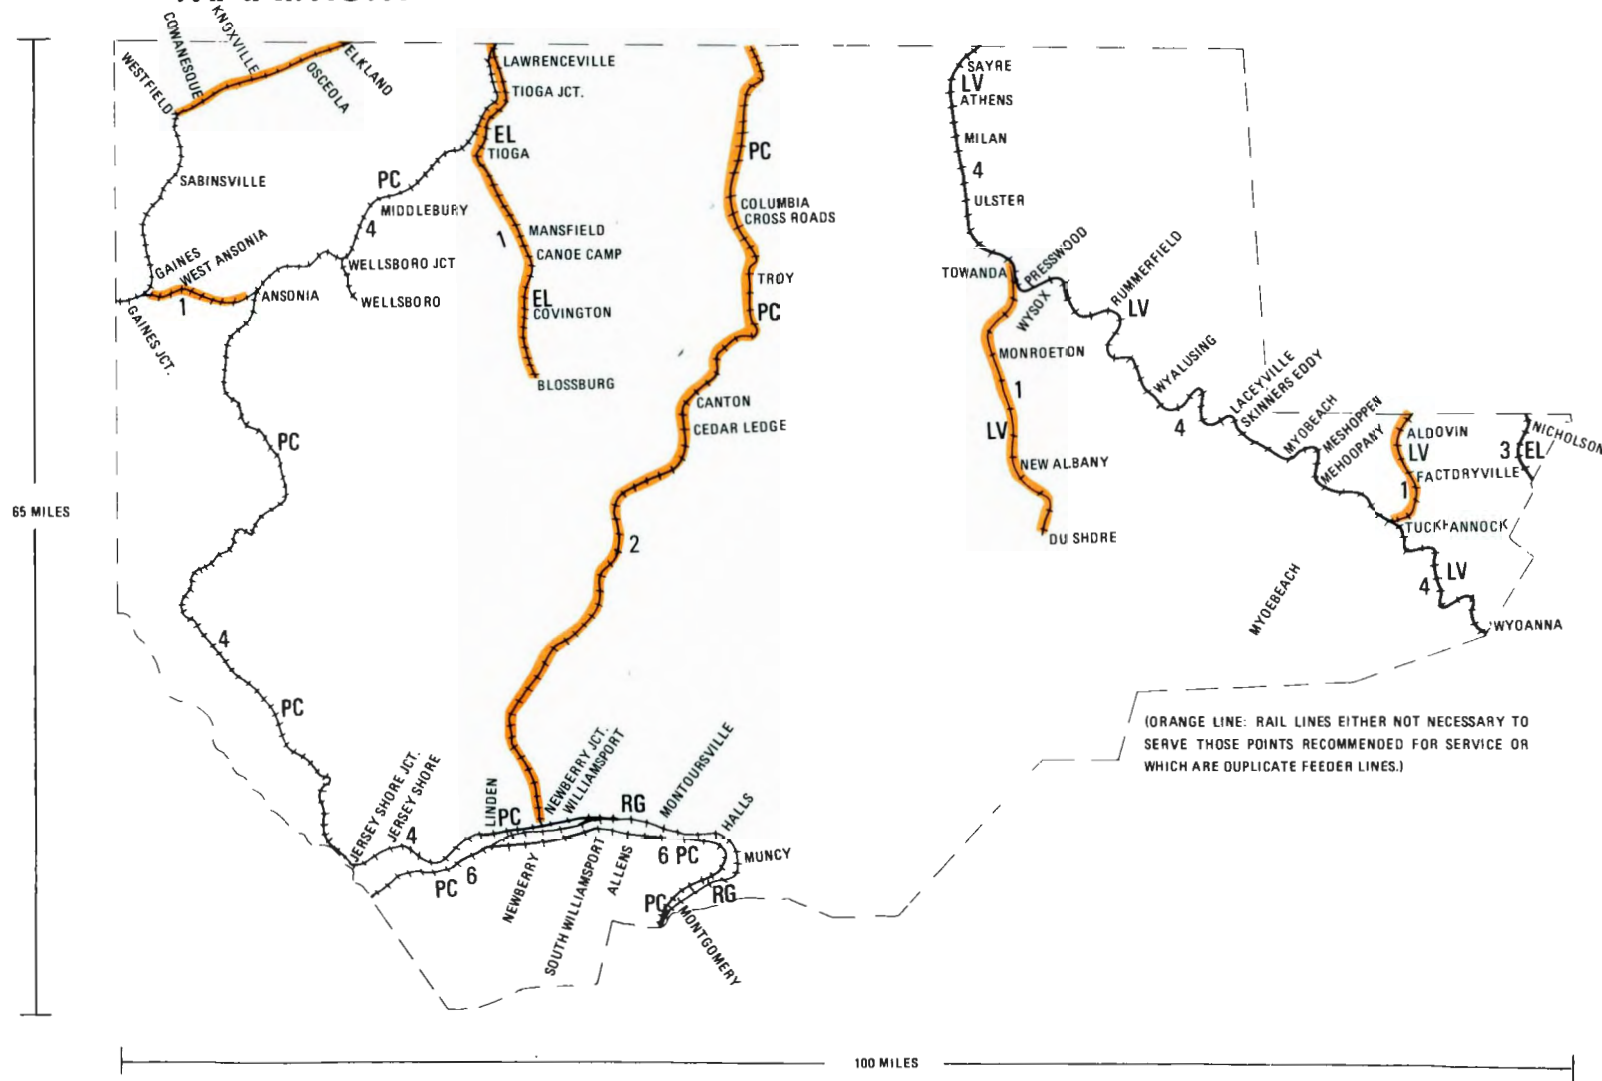 KNOXVILLE
COWANESQUE
WESTFIELD
ELKLAND
OSCEOLA
SABINSVILLE
GAINES
WEST ANSONIA
1
GAINES JCT.
ANSONIA
PC
MIDDLEBURY
4
WELLSBORO JCT
WELLSBORO
PC
4
PC
LAWRENCEVILLE
TIOGA JCT.
EL
TIOGA
MANSFIELD
1
CANOE CAMP
EL
COVINGTON
BLOSSBURG
PC
COLUMBIA
CROSS ROADS
TROY
PC
CANTON
CEDAR LEDGE
2
65 MILES
SAYRE
LV
ATHENS
MILAN
4
ULSTER
TOWANDA
PRESSWOOD
WYSOX
RUMMERFIELD
LV
MONROETON
1
LV
NEW ALBANY
DU SHORE
WYALUSING
4
LACEYVILLE
SKINNERS EDDY
MYOBEACH
MESHOPPEN
MEHOOPANY
ALDOVIN
LV
FACTORYVILLE
1
3 EL
NICHOLSON
TUCKHANNOCK
LV
4
MYOEBEACH
WYOANNA
(ORANGE LINE: RAIL LINES EITHER NOT NECESSARY TO
SERVE THOSE POINTS RECOMMENDED FOR SERVICE OR
WHICH ARE DUPLICATE FEEDER LINES.)
JERSEY SHORE JCT.
JERSEY SHORE
4
LINDEN
PC
NEWBERRY JCT.
WILLIAMSPORT
RG
MONTOURSVILLE
HALLS
PC 6
NEWBERRY
SOUTH WILLIAMSPORT
ALLENS
6 PC
MUNCY
PC
RG
MONTGOMERY
100 MILES